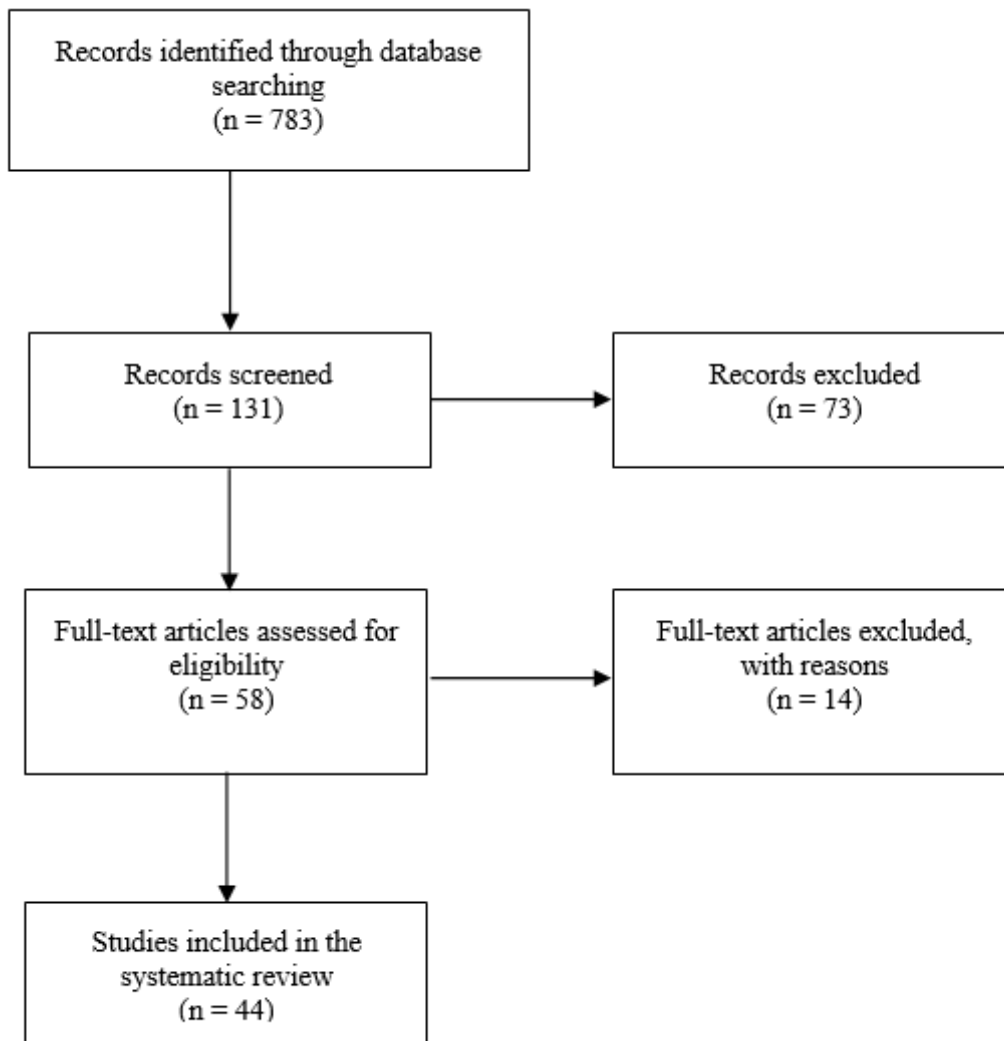 Records identified through database
searching
(n = 783)
Records screened
(n = 131)
Records excluded
(n = 73)
Full-text articles assessed for
eligibility
(n = 58)
Full-text articles excluded,
with reasons
(n = 14)
Studies included in the
systematic review
(n = 44)